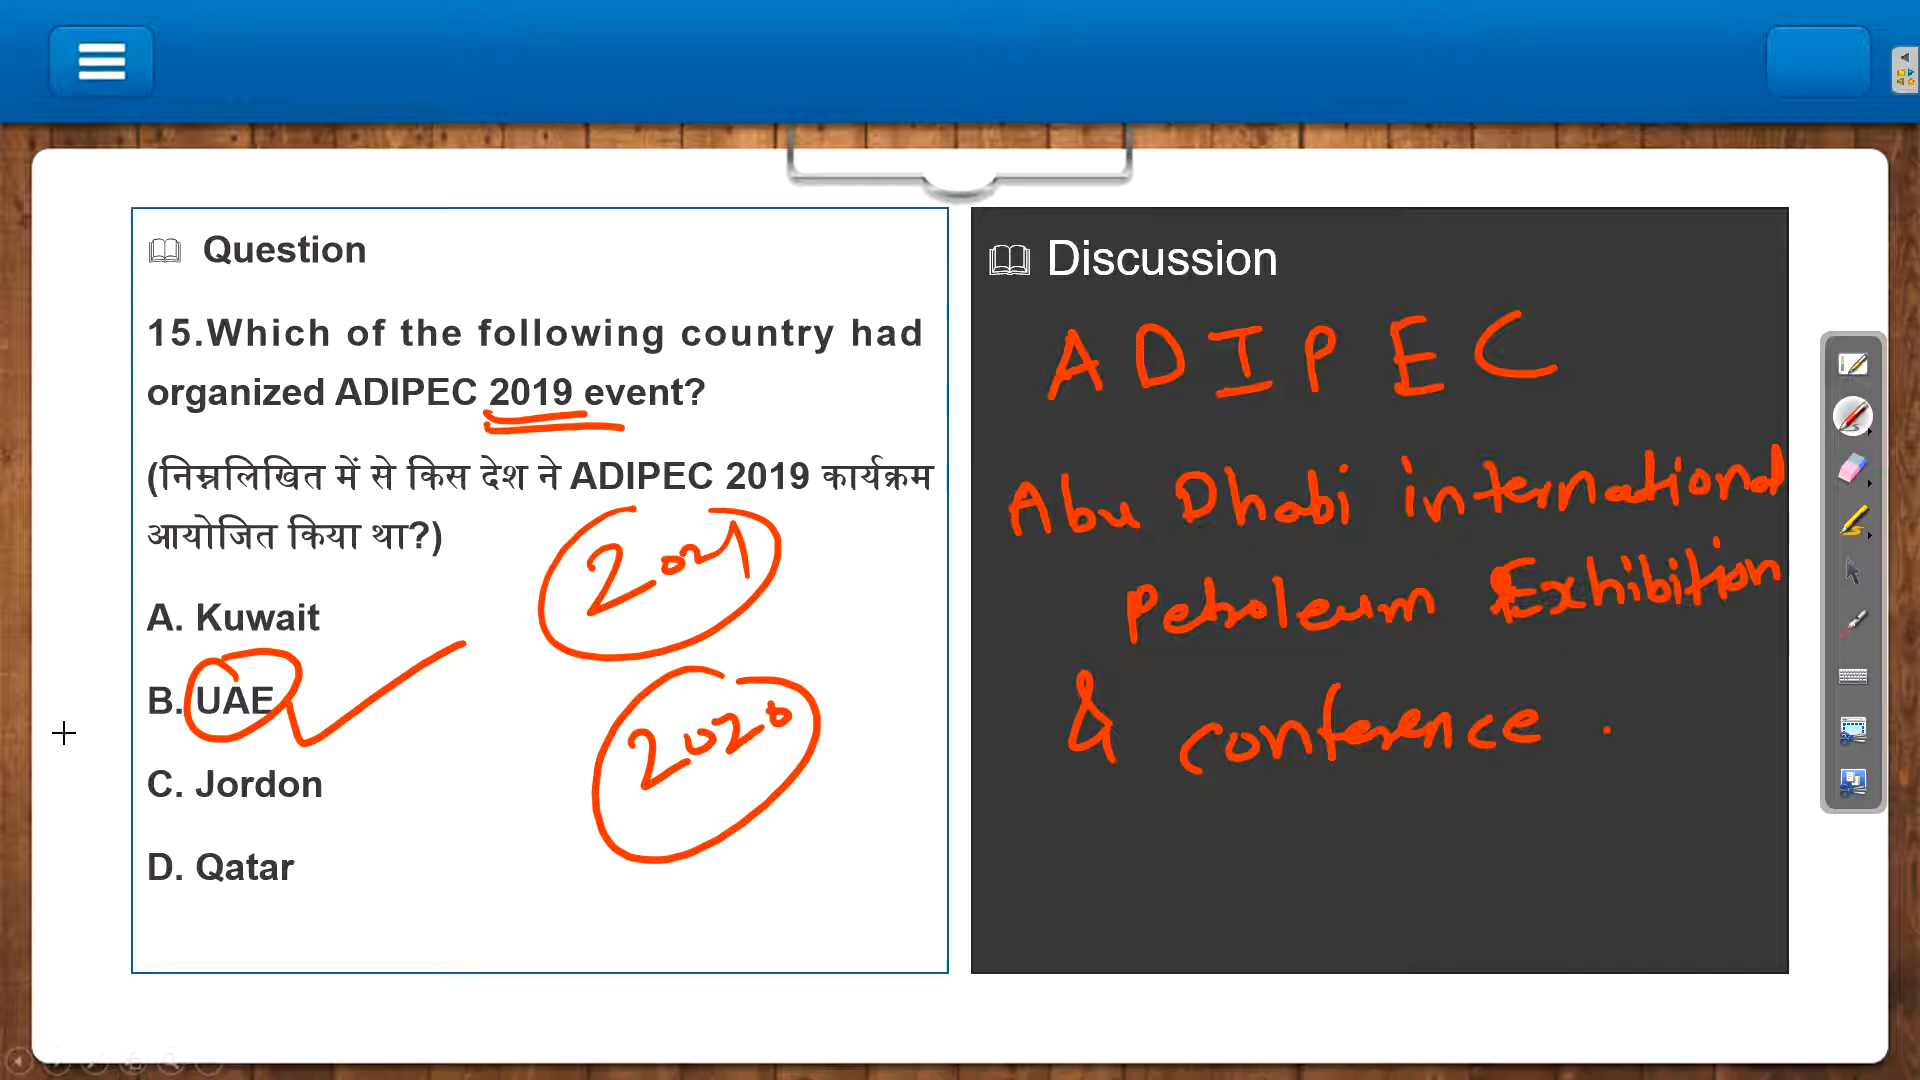 Question
15.Which of the following country had
organized ADIPEC 2019 event?
(निम्नलिखित में से किस देश ने ADIPEC 2019 कार्यक्रम
आयोजित किया था?)
2021
A. Kuwait
B. UAE
2020
C. Jordon
D. Qatar
Discussion
ADIPEC
Abu Dhabi international
Petroleum Exhibition
& conference.